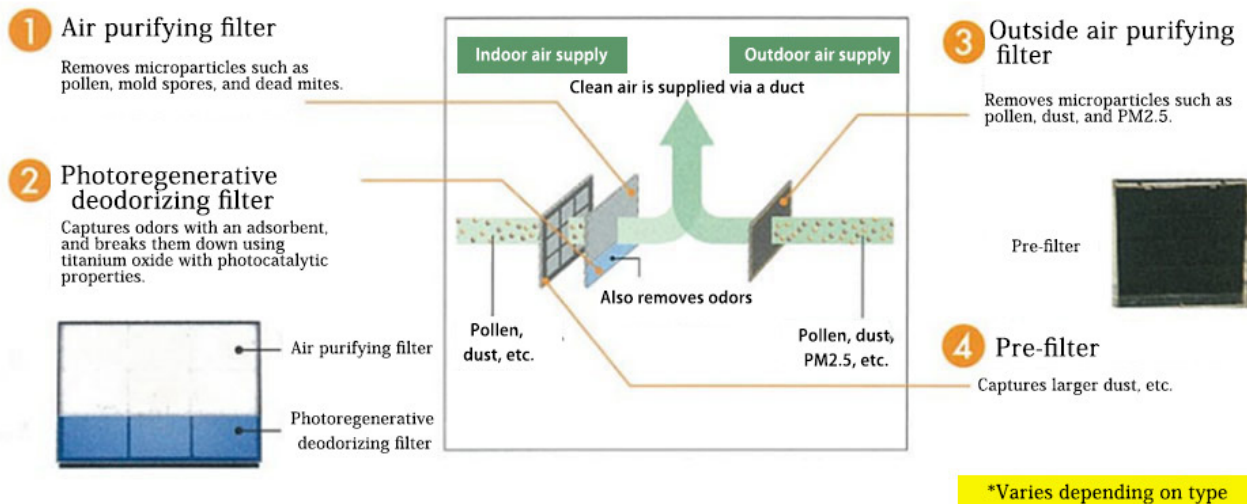 1 Air purifying filter
Removes microparticles such as
pollen, mold spores, and dead mites.
2 Photoregenerative
deodorizing filter
Captures odors with an adsorbent,
and breaks them down using
titanium oxide with photocatalytic
properties.
Air purifying filter
Photoregenerative
deodorizing filter
Indoor air supply
Outdoor air supply
Clean air is supplied via a duct
Also removes odors
Pollen,
dust, etc.
Pollen, dust,
PM2.5, etc.
3 Outside air purifying
filter
Removes microparticles such as
pollen, dust, and PM2.5.
Pre-filter
4 Pre-filter
Captures larger dust, etc.
*Varies depending on type